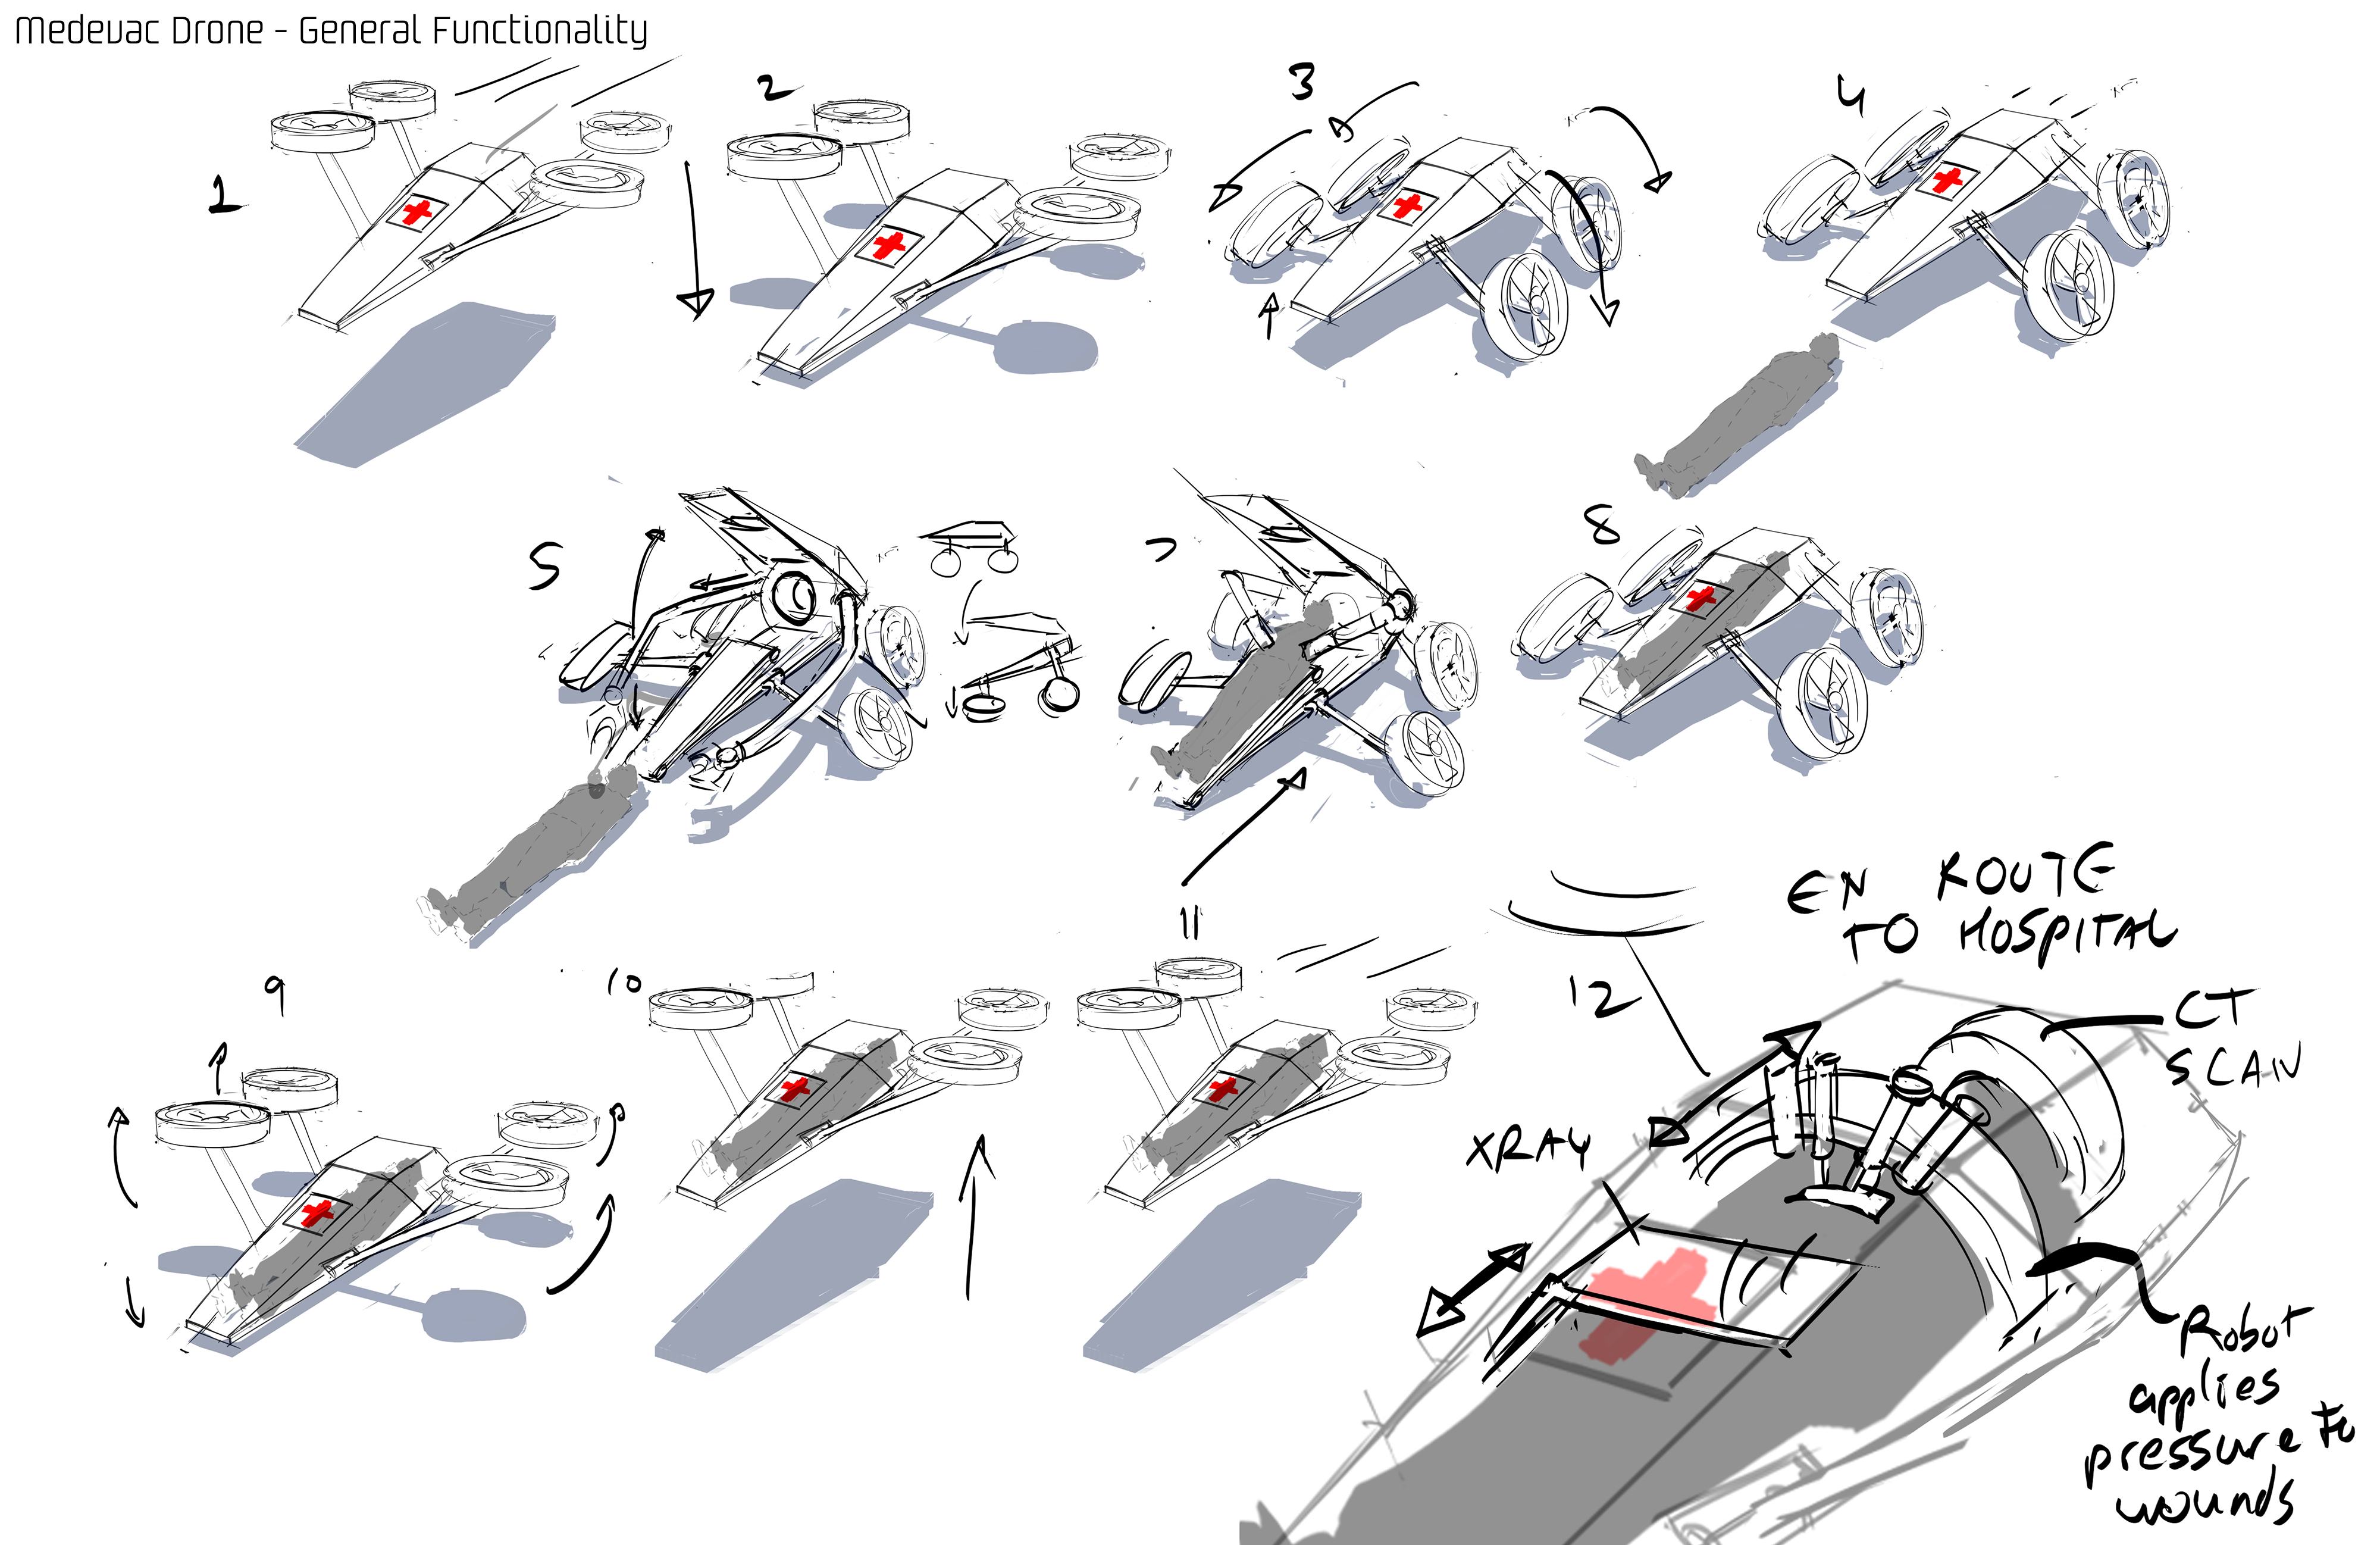 Medevac Drone - General Functionality
1
2
3
4
5
7
8
9
10
11
12
EN ROUTE
TO HOSPITAL
CT
SCAN
XRAY
Robot
applies
pressure to
wounds